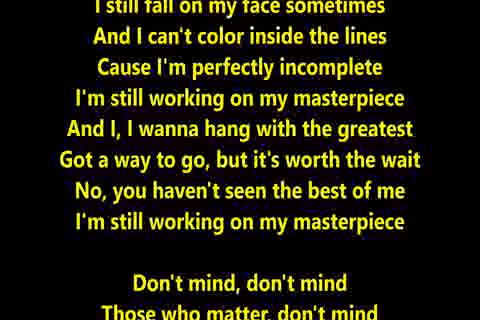 I still fall on my face sometimes
And I can't color inside the lines
Cause I'm perfectly incomplete
I'm still working on my masterpiece
And I, I wanna hang with the greatest
Got a way to go, but it's worth the wait
No, you haven't seen the best of me
I'm still working on my masterpiece
Don't mind, don't mind
Those who matter, don't mind